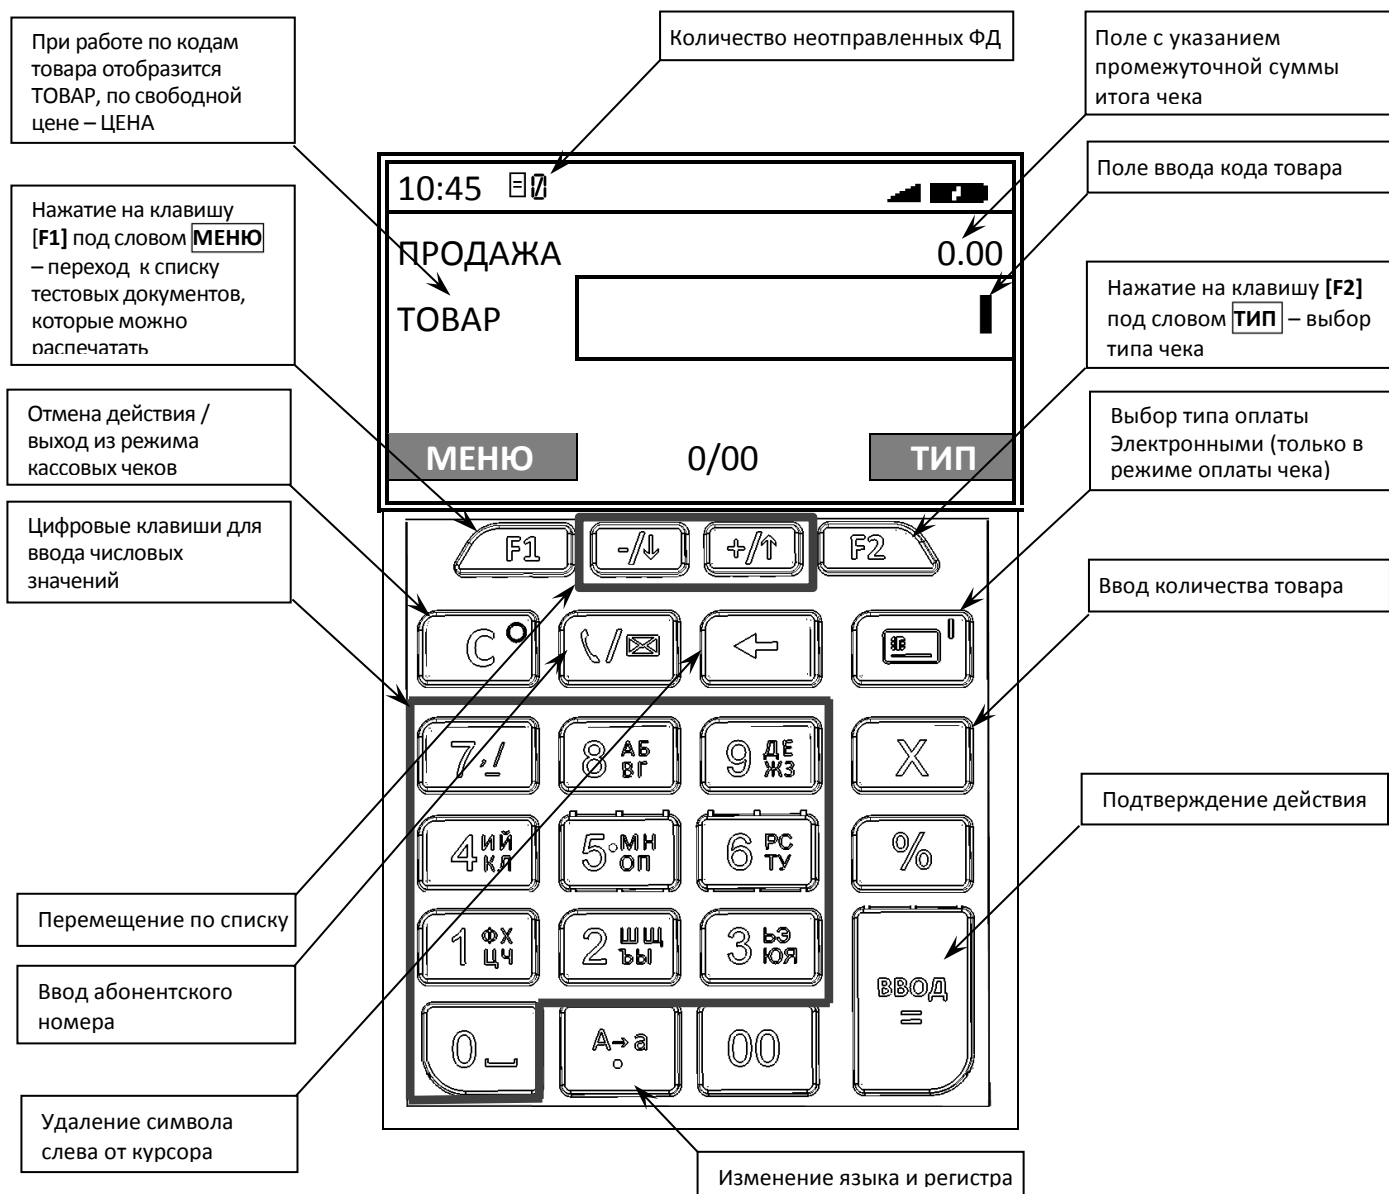 При работе по кодам
товара отобразится
ТОВАР, по свободной
цене – ЦЕНА
Количество неотправленных ФД
Поле с указанием
промежуточной суммы
итога чека
Поле ввода кода товара
Нажатие на клавишу
[F1] под словом МЕНЮ
– переход к списку
тестовых документов,
которые можно
распечатать
10:45 0
ПРОДАЖА 0.00
ТОВАР
МЕНЮ 0/00 ТИП
Нажатие на клавишу [F2]
под словом ТИП – выбор
типа чека
Отмена действия /
выход из режима
кассовых чеков
Выбор типа оплаты
Электронными (только в
режиме оплаты чека)
Цифровые клавиши для
ввода числовых
значений
Ввод количества товара
Подтверждение действия
F1 -/↓ +/↑ F2
C / ←
7 ,/_ 8 АБ ВГ 9 ДЕ ЖЗ X
4 ИЙ КЛ 5 МН ОП 6 РС ТУ %
1 ФХ ЦЧ 2 ШЩ ЪЫ 3 ЬЭ ЮЯ ВВОД =
0 A→a 00
Перемещение по списку
Ввод абонентского
номера
Удаление символа
слева от курсора
Изменение языка и регистра